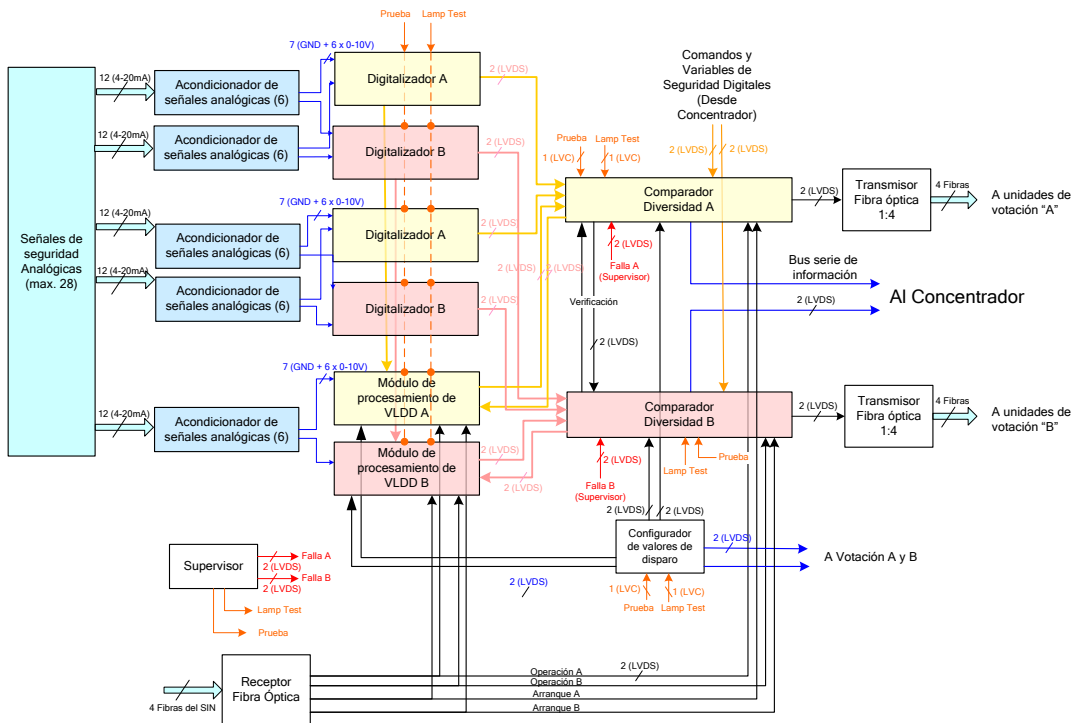 Prueba
Lamp Test
7 (GND + 6 x 0-10V)
Digitalizador A
2 (LVDS)
Comandos y
Variables de
Seguridad Digitales
(Desde
Concentrador)
12 (4-20mA)
Acondicionador de
señales analógicas (6)
12 (4-20mA)
Acondicionador de
señales analógicas (6)
Digitalizador B
2 (LVDS)
Prueba
Lamp Test
1 (LVC)
1 (LVC)
2 (LVDS)
2 (LVDS)
Comparador
Diversidad A
2 (LVDS)
Transmisor
Fibra óptica
1:4
4 Fibras
A unidades de
votación "A"
Señales de
seguridad
Analógicas
(max. 28)
12 (4-20mA)
7 (GND + 6 x 0-10V)
Acondicionador de
señales analógicas (6)
Digitalizador A
2 (LVDS)
12 (4-20mA)
Acondicionador de
señales analógicas (6)
Digitalizador B
2 (LVDS)
2 (LVDS)
2 (LVDS)
2 (LVDS)
Falla A
(Supervisor)
Verificación
2 (LVDS)
Bus serie de
información
Al Concentrador
2 (LVDS)
7 (GND + 6 x 0-10V)
12 (4-20mA)
Acondicionador de
señales analógicas (6)
Módulo de
procesamiento de
VLDD A
Módulo de
procesamiento de
VLDD B
2 (LVDS)
2 (LVDS)
Comparador
Diversidad B
2 (LVDS)
Transmisor
Fibra óptica
1:4
4 Fibras
A unidades de
votación "B"
2 (LVDS)
Falla B
(Supervisor)
Lamp Test
Prueba
2 (LVDS)
2 (LVDS)
Configurador
de valores de
disparo
2 (LVDS)
A Votación A y B
1 (LVC)
1 (LVC)
Prueba
Lamp Test
2 (LVDS)
Supervisor
Falla A
2 (LVDS)
Falla B
2 (LVDS)
Lamp Test
Prueba
Receptor
Fibra Óptica
4 Fibras del SIN
Operación A
2 (LVDS)
Operación B
Arranque A
Arranque B